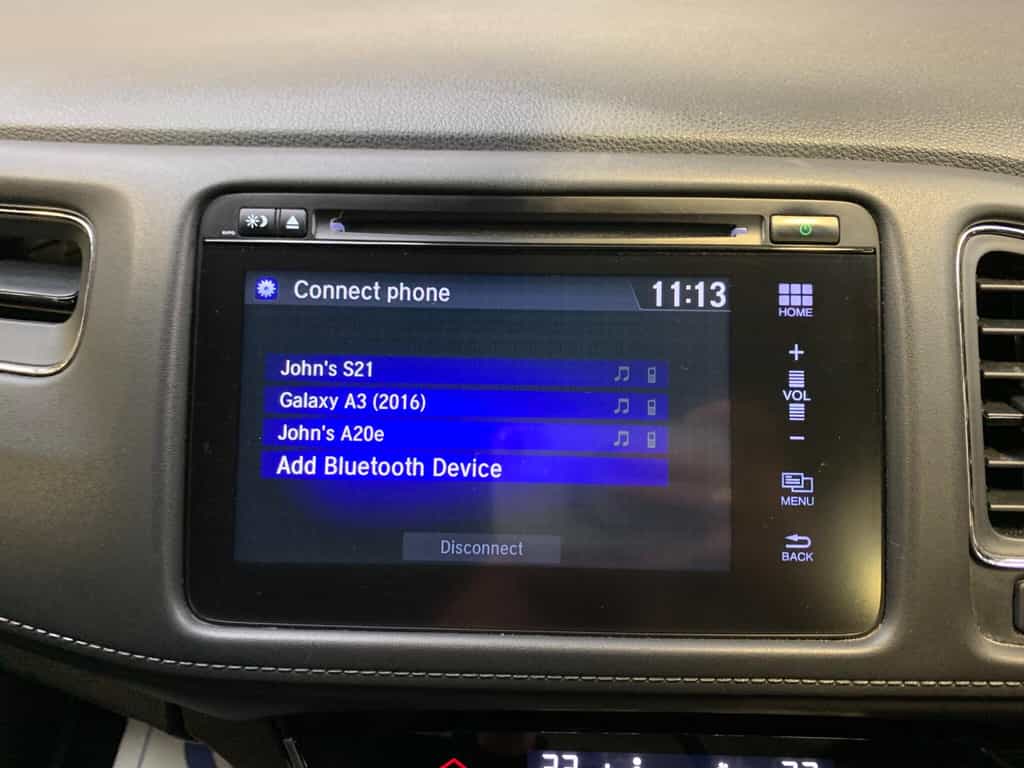 Connect phone
11:13
HOME
John's S21
+
Galaxy A3 (2016)
VOL
John's A20e
-
Add Bluetooth Device
MENU
Disconnect
BACK